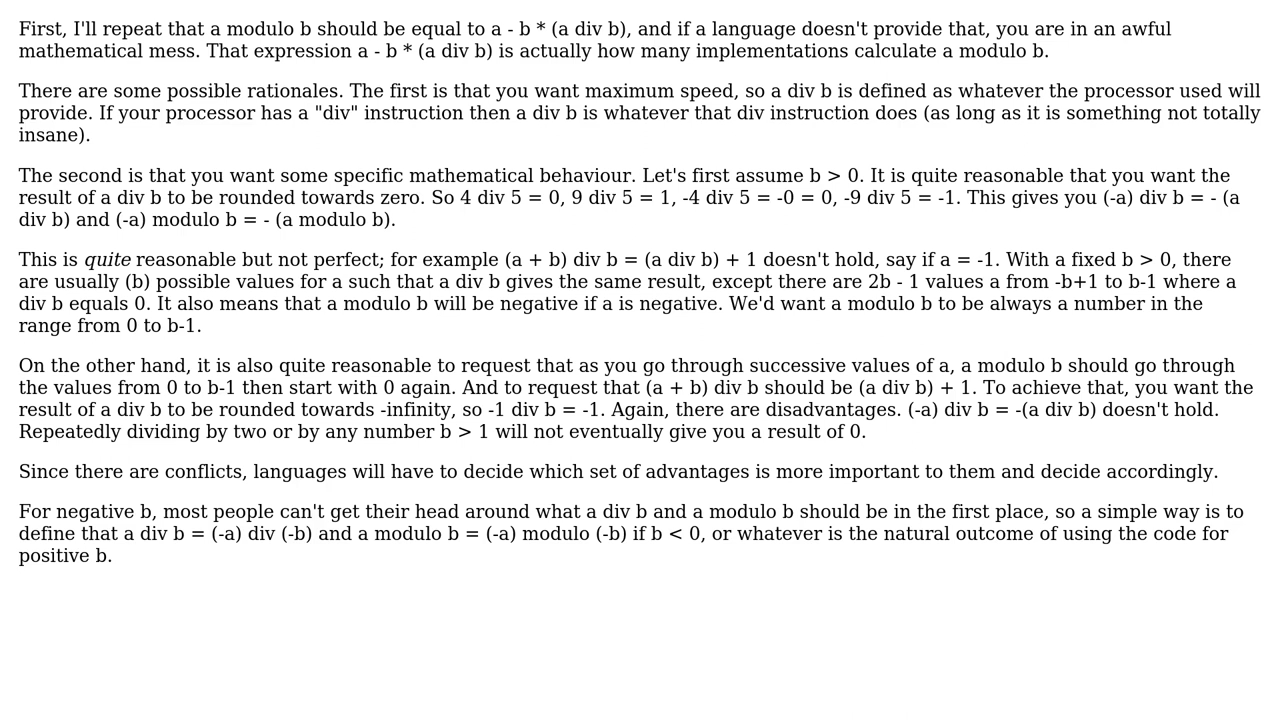 First, I'll repeat that a modulo b should be equal to a - b * (a div b), and if a language doesn't provide that, you are in an awful
mathematical mess. That expression a - b * (a div b) is actually how many implementations calculate a modulo b.
There are some possible rationales. The first is that you want maximum speed, so a div b is defined as whatever the processor used will
provide. If your processor has a "div" instruction then a div b is whatever that div instruction does (as long as it is something not totally
insane).
The second is that you want some specific mathematical behaviour. Let's first assume b > 0. It is quite reasonable that you want the
result of a div b to be rounded towards zero. So 4 div 5 = 0, 9 div 5 = 1, -4 div 5 = -0 = 0, -9 div 5 = -1. This gives you (-a) div b = - (a
div b) and (-a) modulo b = - (a modulo b).
This is quite reasonable but not perfect; for example (a + b) div b = (a div b) + 1 doesn't hold, say if a = -1. With a fixed b > 0, there
are usually (b) possible values for a such that a div b gives the same result, except there are 2b - 1 values a from -b+1 to b-1 where a
div b equals 0. It also means that a modulo b will be negative if a is negative. We'd want a modulo b to be always a number in the
range from 0 to b-1.
On the other hand, it is also quite reasonable to request that as you go through successive values of a, a modulo b should go through
the values from 0 to b-1 then start with 0 again. And to request that (a + b) div b should be (a div b) + 1. To achieve that, you want the
result of a div b to be rounded towards -infinity, so -1 div b = -1. Again, there are disadvantages. (-a) div b = -(a div b) doesn't hold.
Repeatedly dividing by two or by any number b > 1 will not eventually give you a result of 0.
Since there are conflicts, languages will have to decide which set of advantages is more important to them and decide accordingly.
For negative b, most people can't get their head around what a div b and a modulo b should be in the first place, so a simple way is to
define that a div b = (-a) div (-b) and a modulo b = (-a) modulo (-b) if b < 0, or whatever is the natural outcome of using the code for
positive b.